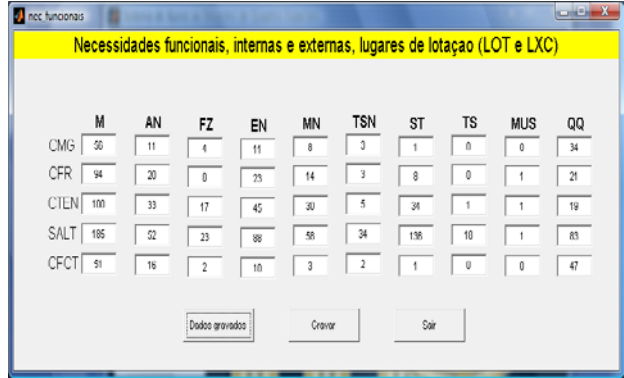 ncc_funcionais
Necessidades funcionais, internas e externas, lugares de lotaçao (LOT e LXC)
M AN FZ EN MN TSN ST TS MUS QQ
CMG 56 11 4 11 8 3 1 0 0 34
CFR 94 20 0 23 14 3 8 0 1 21
CTEN 100 33 17 45 30 5 34 1 1 19
SALT 185 52 23 88 58 34 136 10 1 83
CFCT 51 16 2 10 3 2 1 0 0 47
Dados gravados Gravar Sair